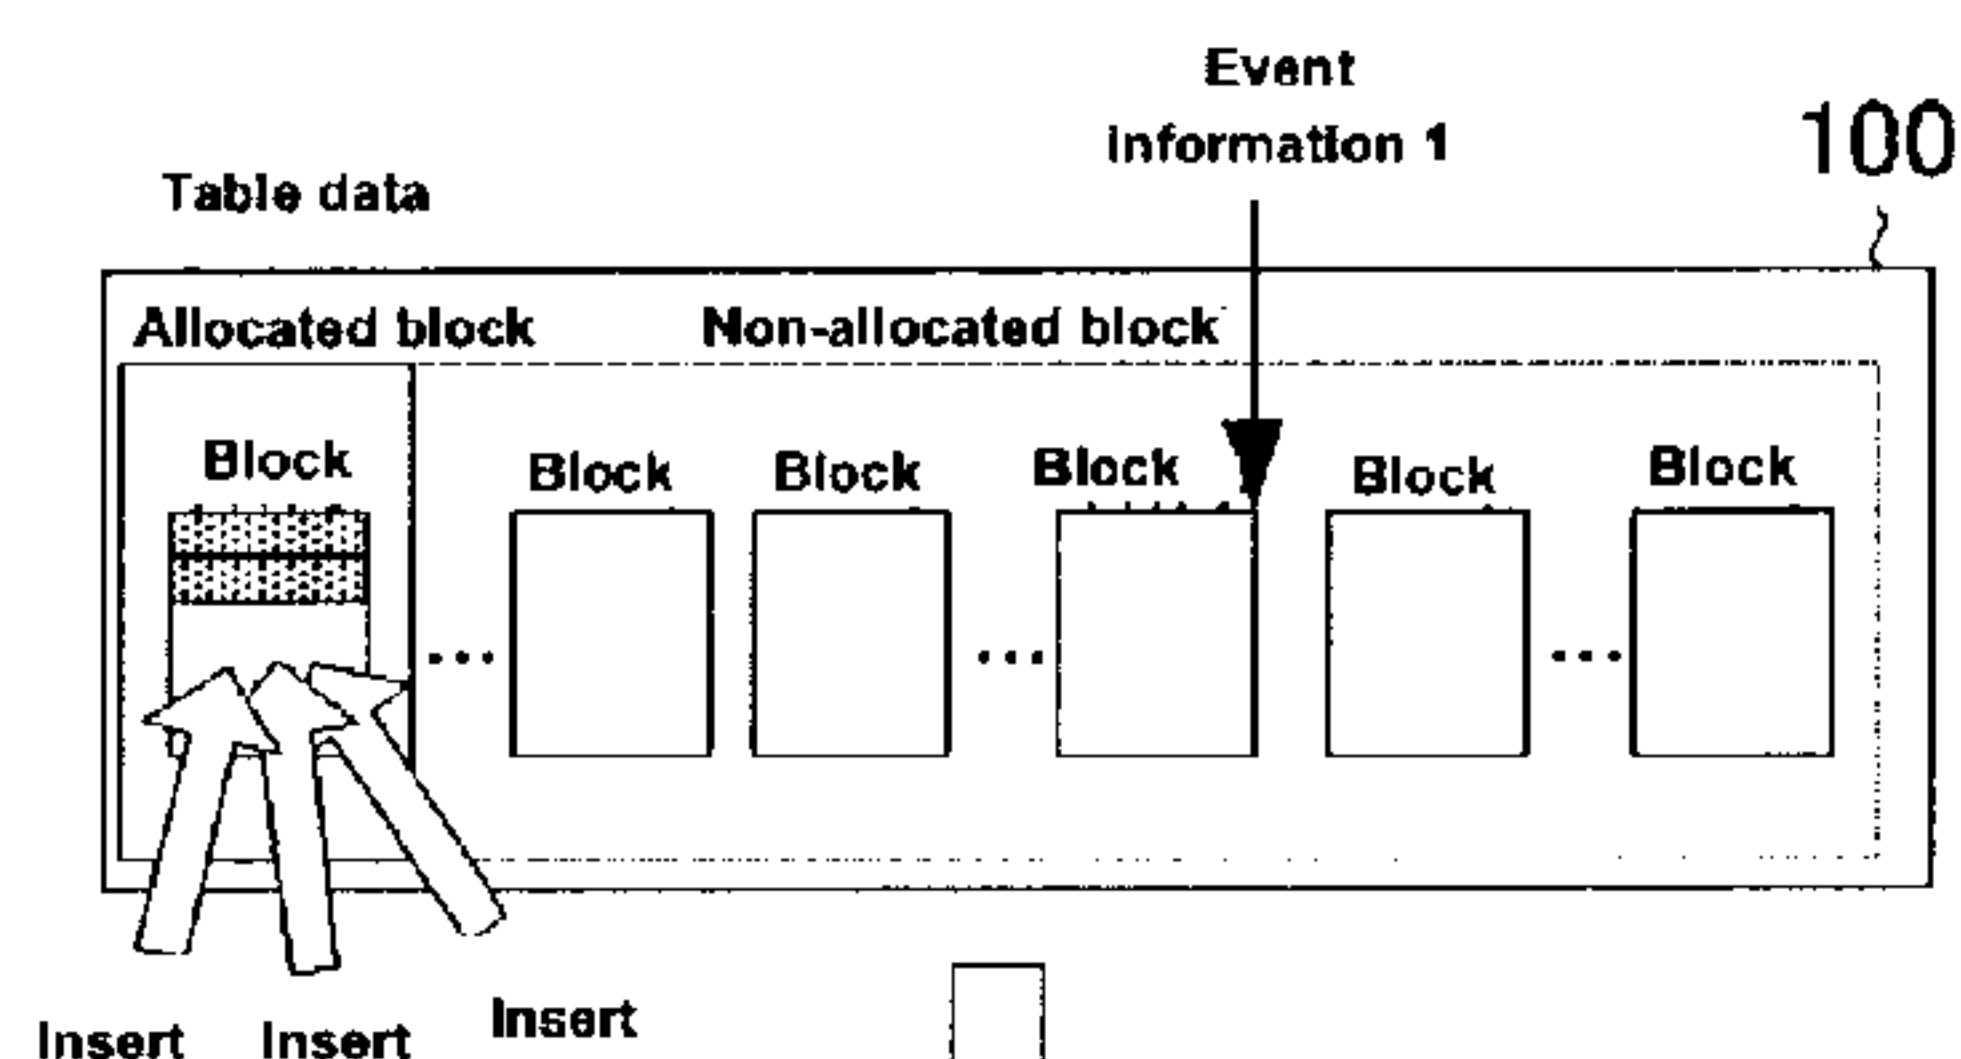 Event
information 1
100
Table data
Allocated block
Non-allocated block
Block
Block
Block
Block
Block
Block
...
...
...
Insert
Insert
Insert